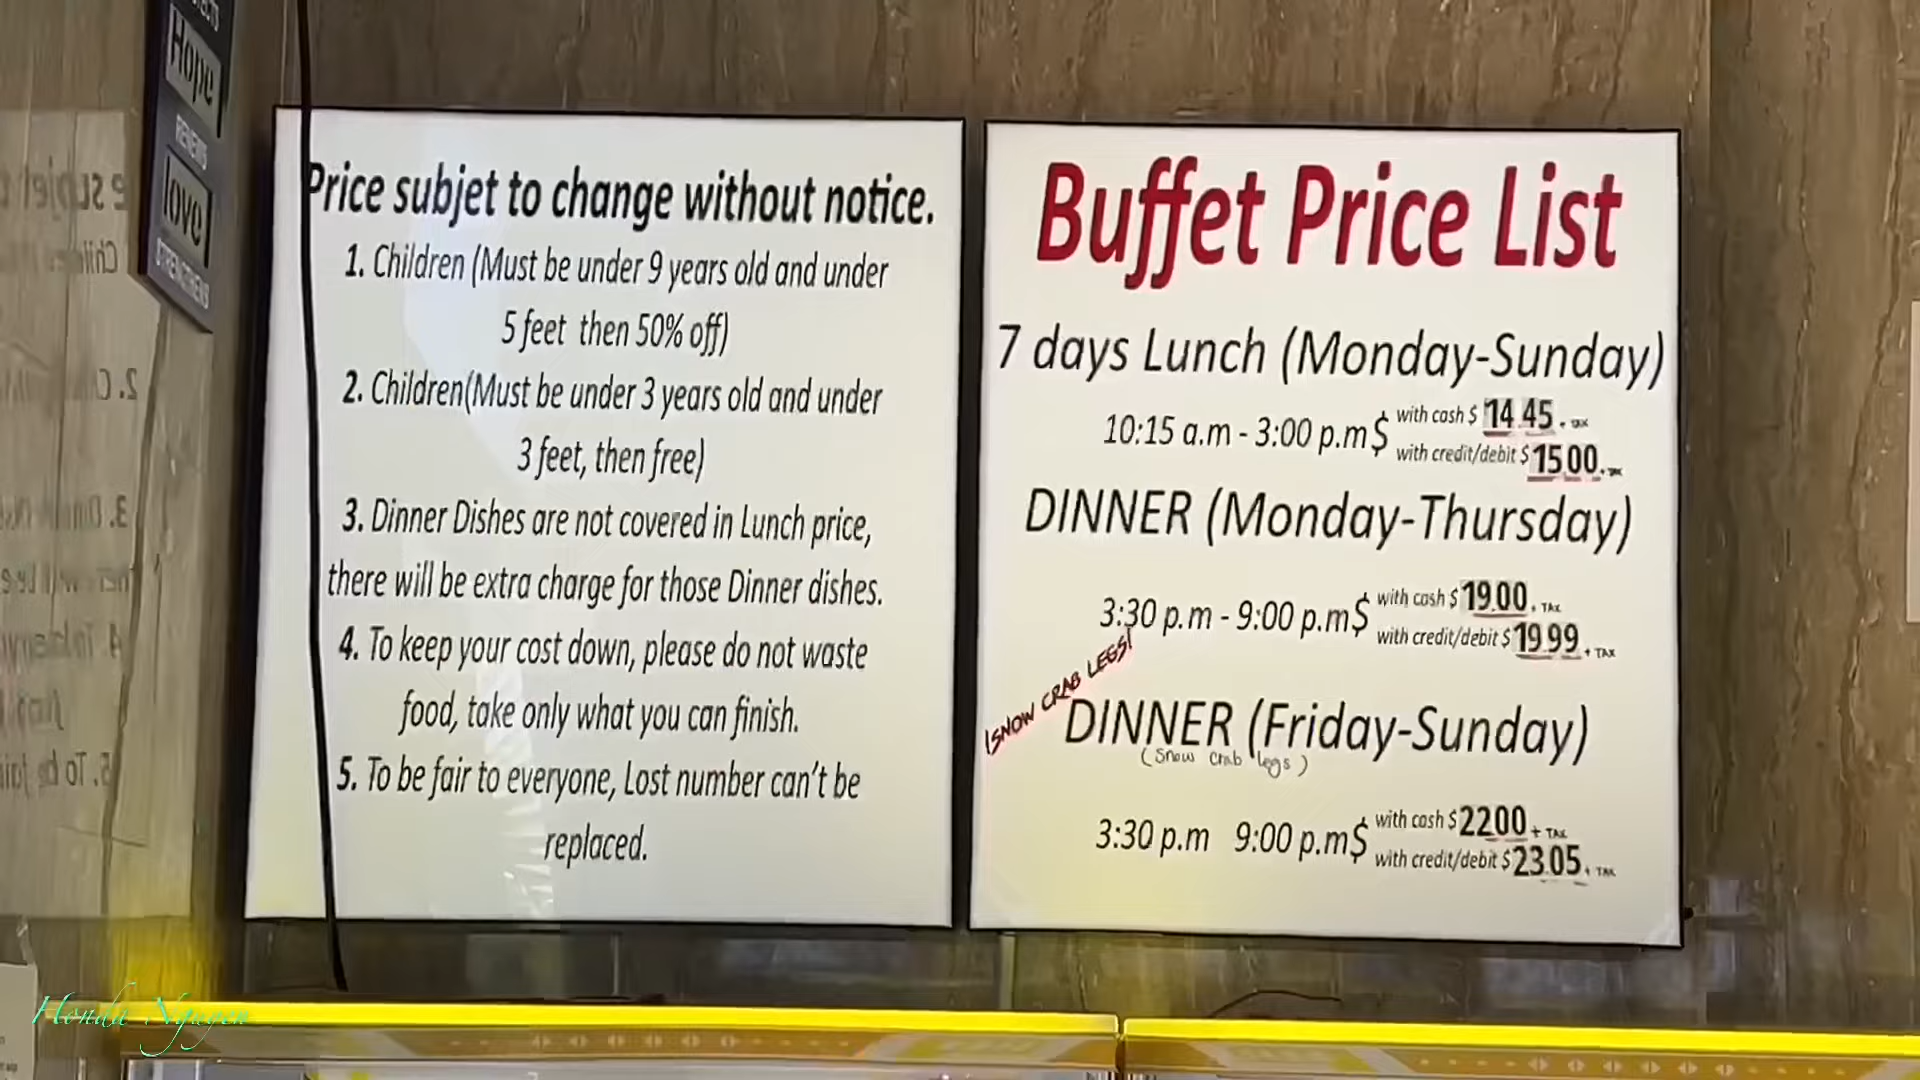 Hope
RENEWS
love
STRENGTHENS
Price subjet to change without notice.
1. Children (Must be under 9 years old and under
5 feet then 50% off)
2. Children(Must be under 3 years old and under
3 feet, then free)
3. Dinner Dishes are not covered in Lunch price,
there will be extra charge for those Dinner dishes.
4. To keep your cost down, please do not waste
food, take only what you can finish.
5. To be fair to everyone, Lost number can't be
replaced.
Buffet Price List
7 days Lunch (Monday-Sunday)
10:15 a.m - 3:00 p.m $
with cash $ 14.45. + TAX
with credit/debit $ 15.00.
DINNER (Monday-Thursday)
3:30 p.m - 9:00 p.m $
with cash $ 19.00. TAX
with credit/debit $ 19.99 + TAX
SNOW CRAB LEGS!
DINNER (Friday-Sunday)
(Snow crab legs)
3:30 p.m 9:00 p.m $
with cash $ 22.00 + TAX
with credit/debit $ 23.05 + TAX
Honda Nguyen